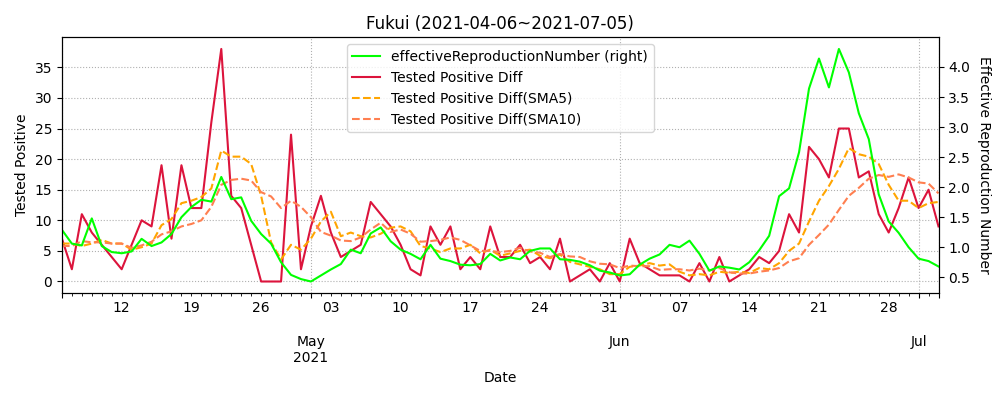 Fukui (2021-04-06~2021-07-05)
effectiveReproductionNumber (right)
Tested Positive Diff
Tested Positive Diff(SMA5)
Tested Positive Diff(SMA10)
Tested Positive
35
30
25
20
15
10
5
0
4.0
3.5
3.0
2.5
2.0
1.5
1.0
0.5
Effective Reproduction Number
12 19 26 03 10 17 24 31 07 14 21 28
May Jun Jul
2021
Date